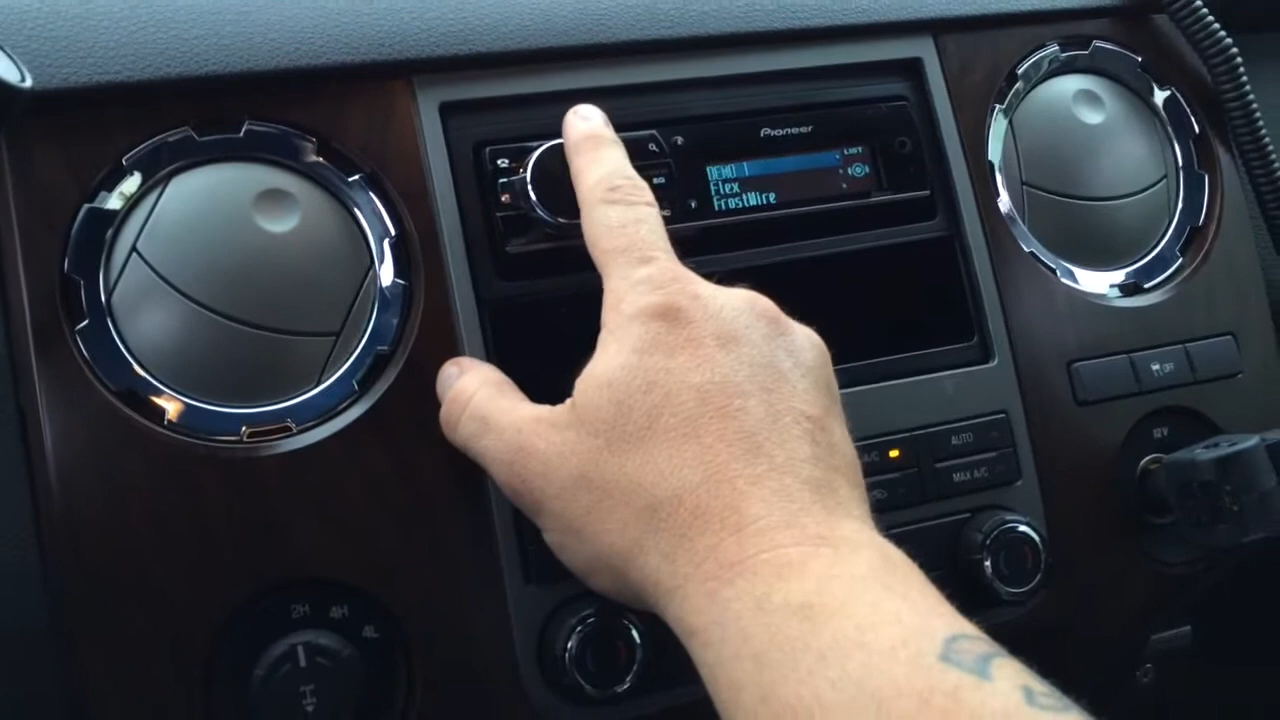 Pioneer
LIST
DEMO 1
Flex
FrostWire
OFF
12V
A/C
AUTO
MAX A/C
2H 4H 4L